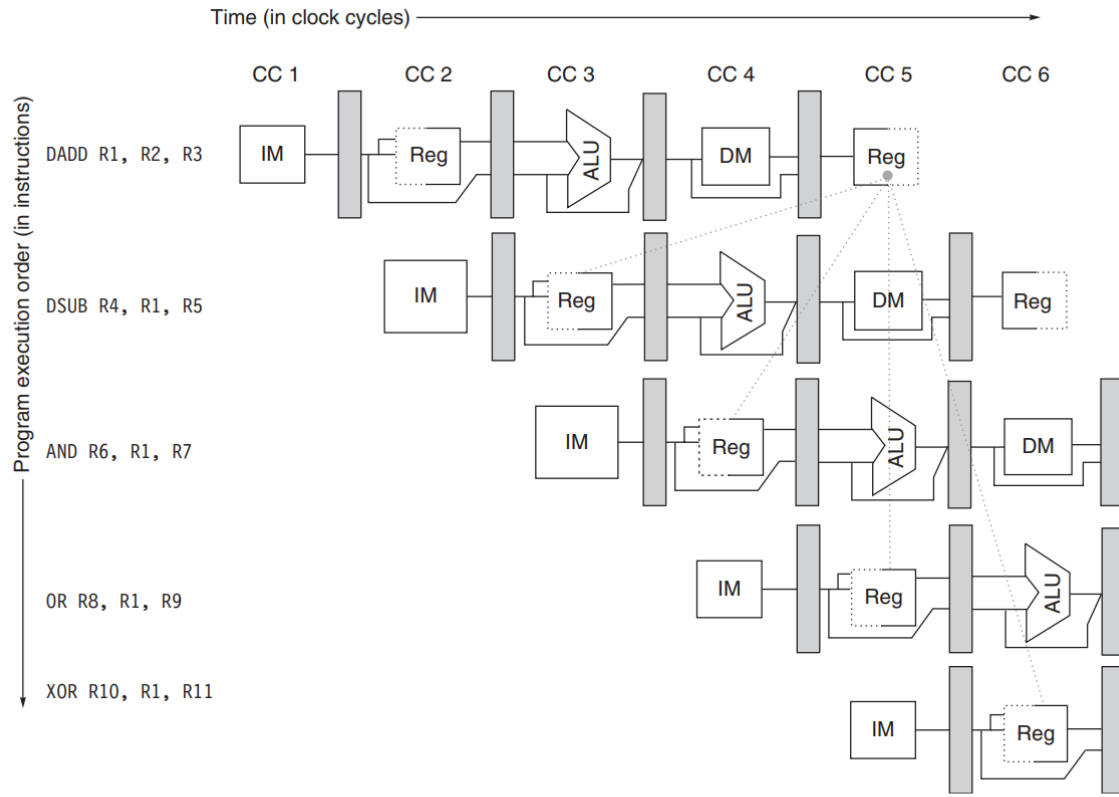 Time (in clock cycles)
CC 1 CC 2 CC 3 CC 4 CC 5 CC 6
Program execution order (in instructions)
DADD R1, R2, R3
IM Reg ALU DM Reg
DSUB R4, R1, R5
IM Reg ALU DM Reg
AND R6, R1, R7
IM Reg ALU DM
OR R8, R1, R9
IM Reg ALU
XOR R10, R1, R11
IM Reg